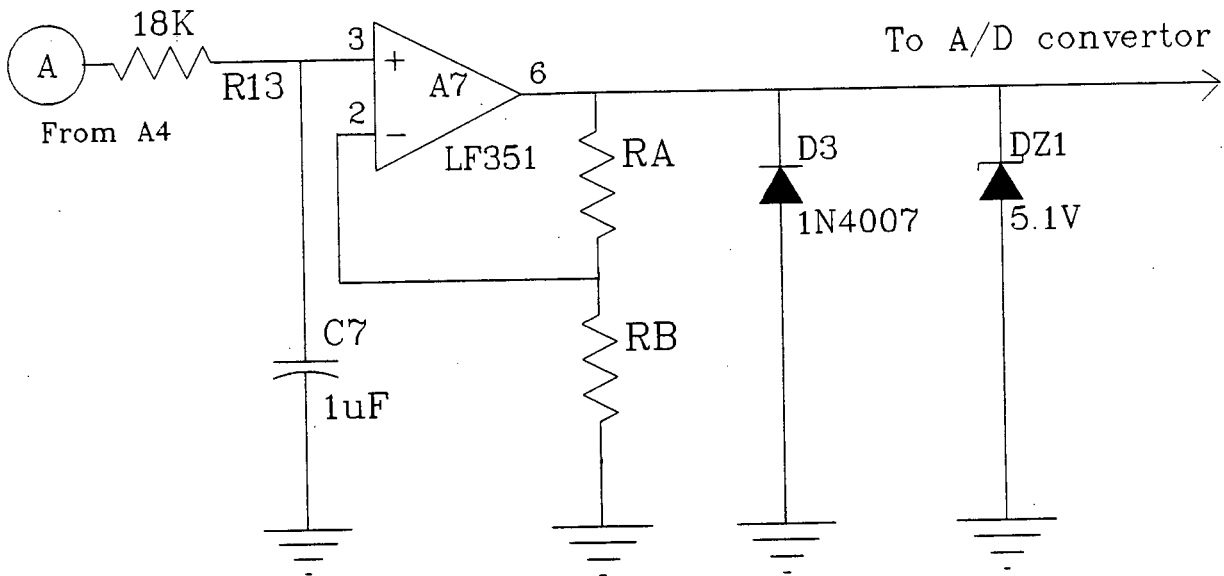 18K
A
R13
From A4
3
+
2
−
A7
6
LF351
To A/D convertor
RA
D3
1N4007
DZ1
5.1V
C7
1uF
RB